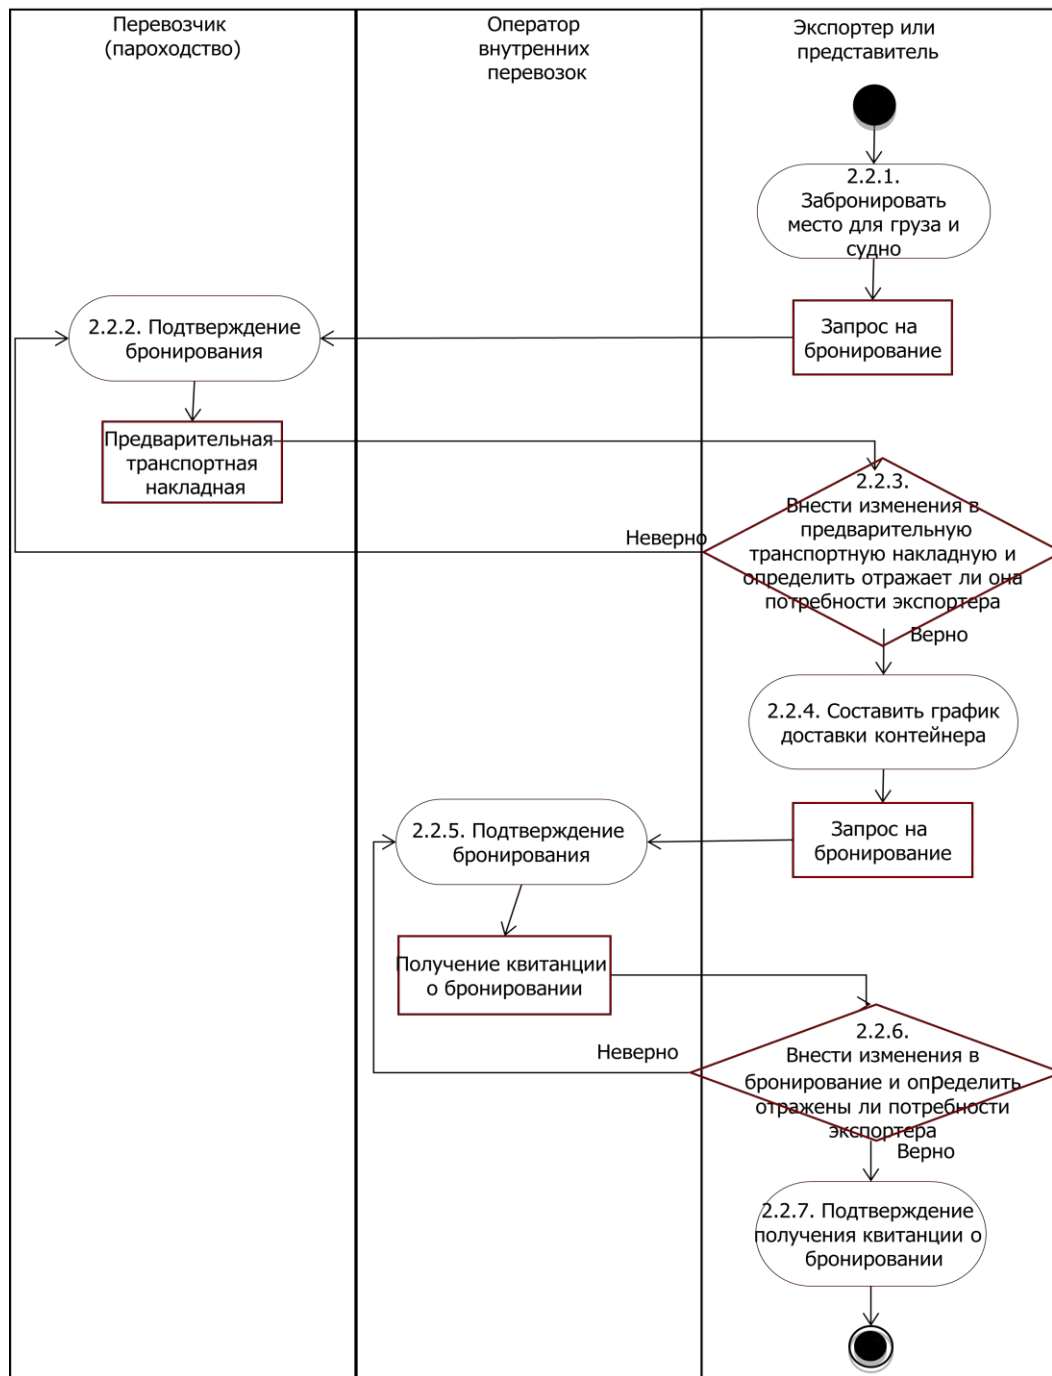 Перевозчик
(пароходство)
Оператор
внутренних
перевозок
Экспортер или
представитель
2.2.1.
Забронировать
место для груза и
судно
Запрос на
бронирование
2.2.2. Подтверждение
бронирования
Предварительная
транспортная
накладная
2.2.3.
Внести изменения в
предварительную
транспортную накладную и
определить отражает ли она
потребности экспортера
Неверно
Верно
2.2.4. Составить график
доставки контейнера
Запрос на
бронирование
2.2.5. Подтверждение
бронирования
Получение квитанции
о бронировании
2.2.6.
Внести изменения в
бронирование и определить
отражены ли потребности
экспортера
Неверно
Верно
2.2.7. Подтверждение
получения квитанции о
бронировании